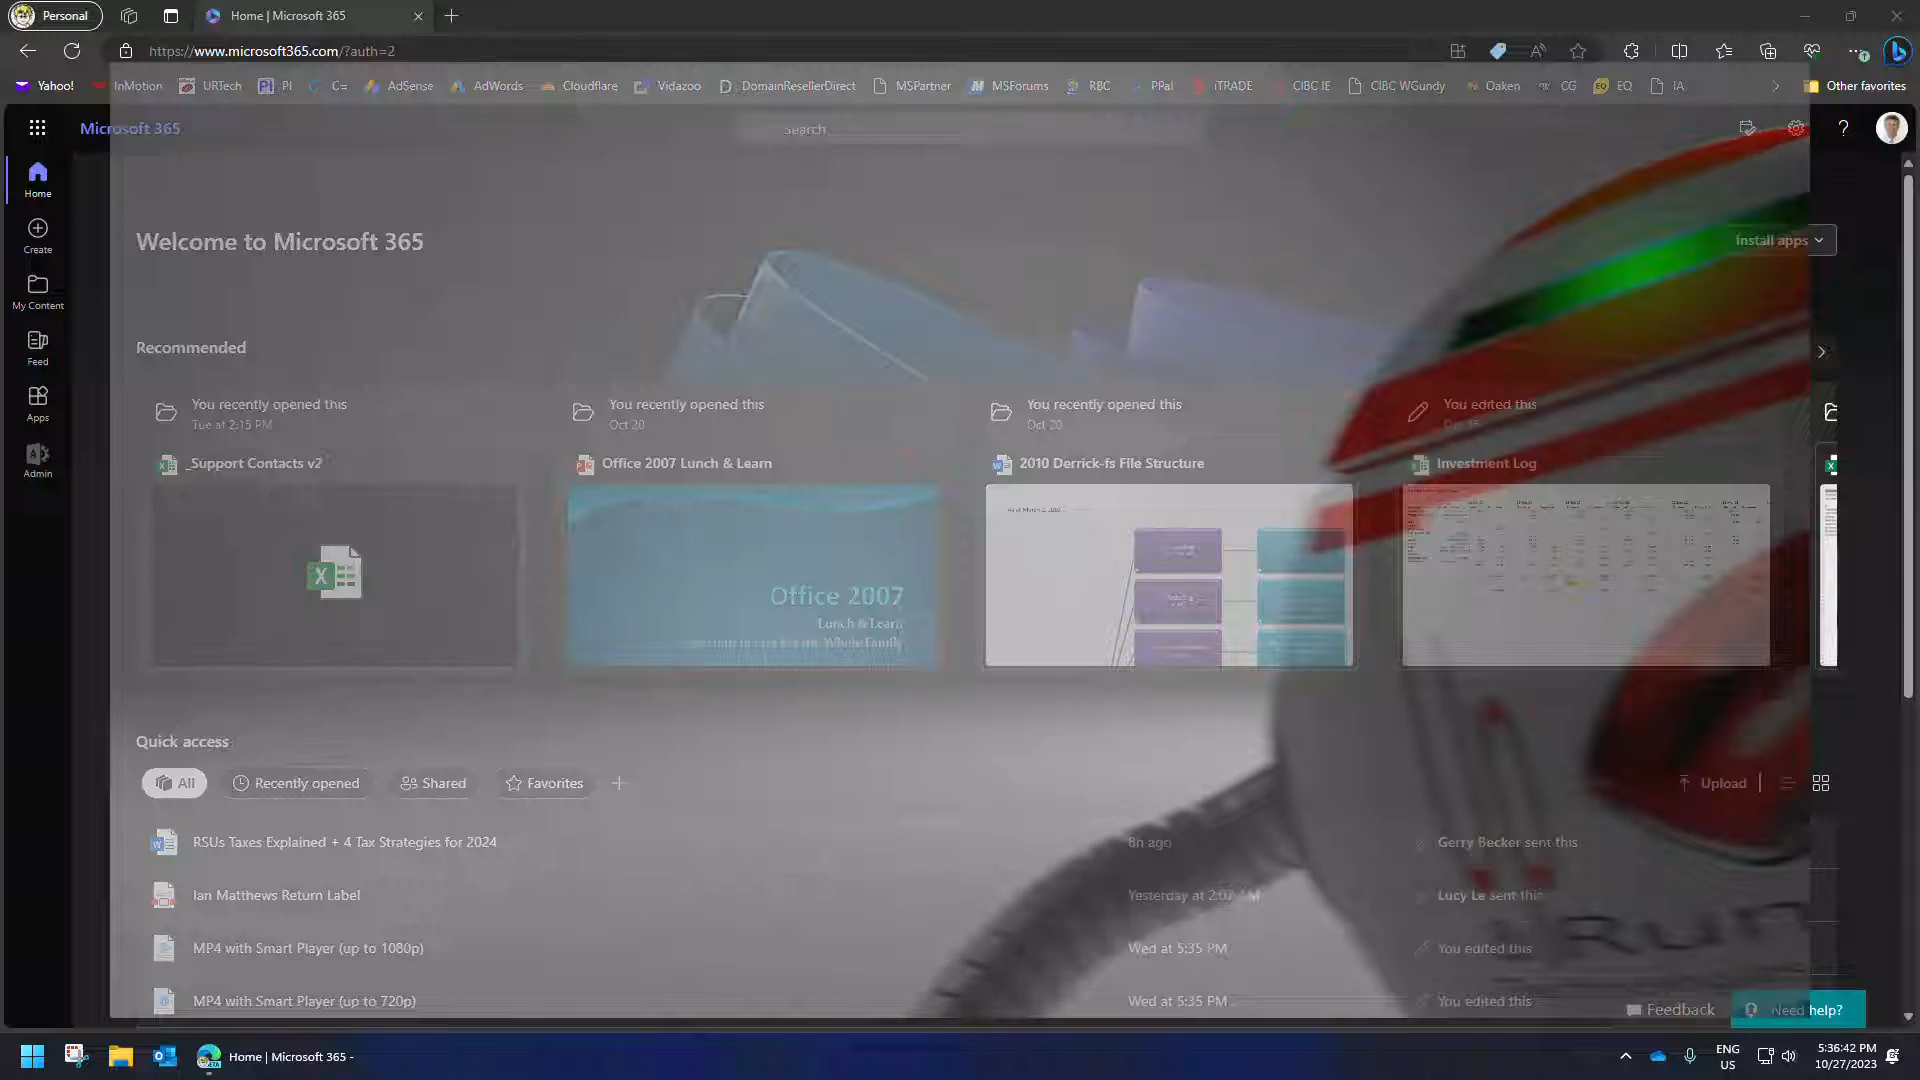 Personal
Home | Microsoft 365
https://www.microsoft365.com/?auth=2
Yahoo!
InMotion
URTech
PI
C=
AdSense
AdWords
Cloudflare
Vidazoo
DomainResellerDirect
MSPartner
MSForums
RBC
PPal
iTRADE
CIBC IE
CIBC WGundy
Oaken
CG
EQ
IA
Other favorites
Microsoft 365
Search
Home
Create
My Content
Feed
Apps
Admin
Welcome to Microsoft 365
Install apps
Recommended
You recently opened this
Tue at 2:15 PM
_Support Contacts v2
You recently opened this
Oct 20
Office 2007 Lunch & Learn
Office 2007
Lunch & Learn
You recently opened this
Oct 20
2010 Derrick-fs File Structure
You edited this
Investment Log
Quick access
All
Recently opened
Shared
Favorites
Upload
RSUs Taxes Explained + 4 Tax Strategies for 2024
8h ago
Gerry Becker sent this
Ian Matthews Return Label
Yesterday at 2:07 AM
Lucy Le sent this
MP4 with Smart Player (up to 1080p)
Wed at 5:35 PM
You edited this
MP4 with Smart Player (up to 720p)
Wed at 5:35 PM
You edited this
Feedback
Need help?
Home | Microsoft 365 -
ENG
US
5:36:42 PM
10/27/2023